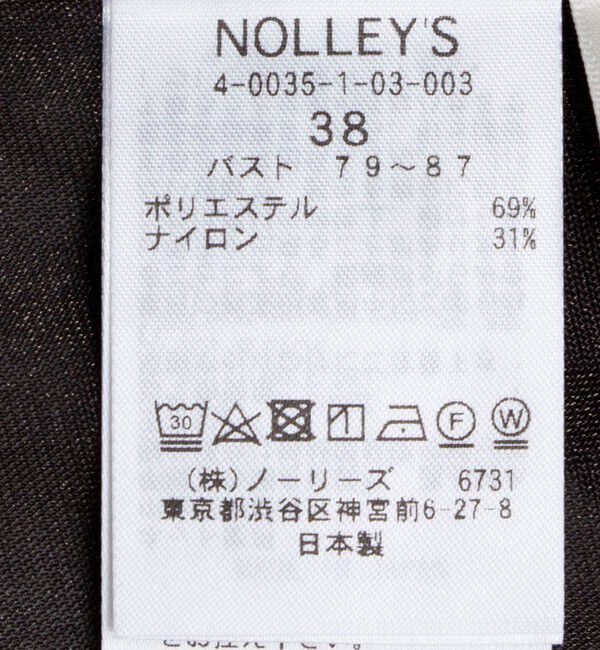 NOLLEY'S
4-0035-1-03-003
38
バスト 79～87
ポリエステル 69%
ナイロン 31%
30 F W
(株)ノーリーズ 6731
東京都渋谷区神宮前6-27-8
日本製